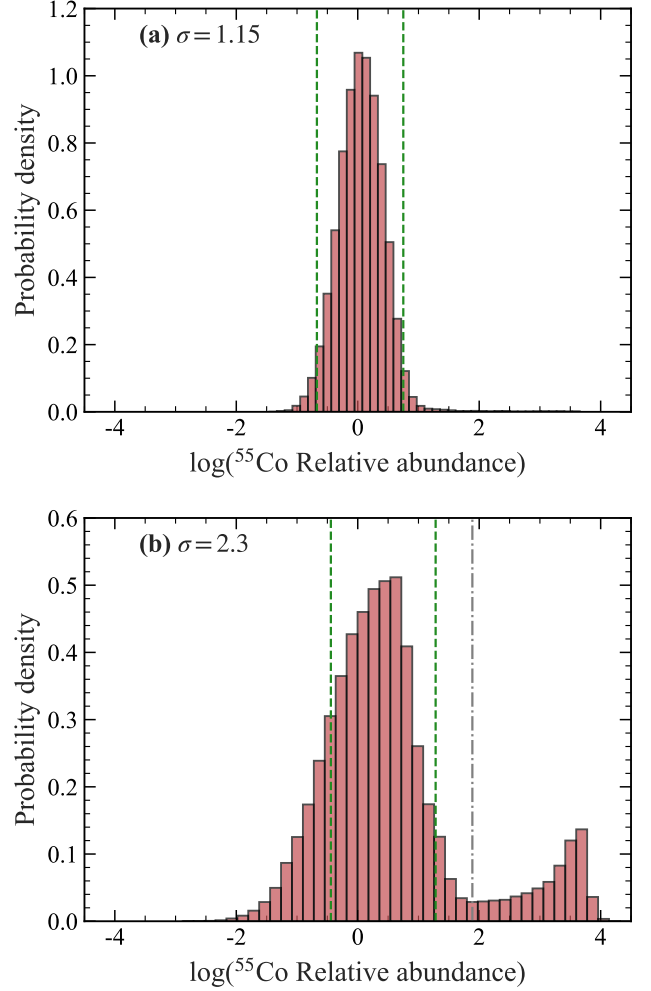 1.2
(a) σ = 1.15
1.0
0.8
0.6
0.4
0.2
0.0
Probability density
-4 -2 0 2 4
log(⁵⁵Co Relative abundance)
0.6
(b) σ = 2.3
0.5
0.4
0.3
0.2
0.1
0.0
Probability density
-4 -2 0 2 4
log(⁵⁵Co Relative abundance)